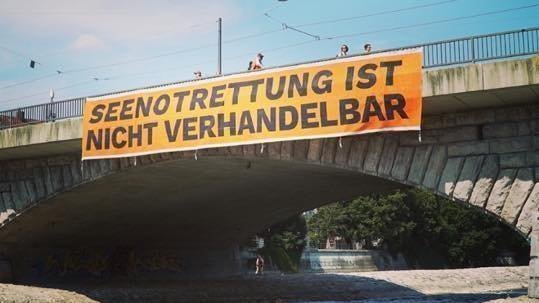 SEENOTRETTUNG IST
NICHT VERHANDELBAR